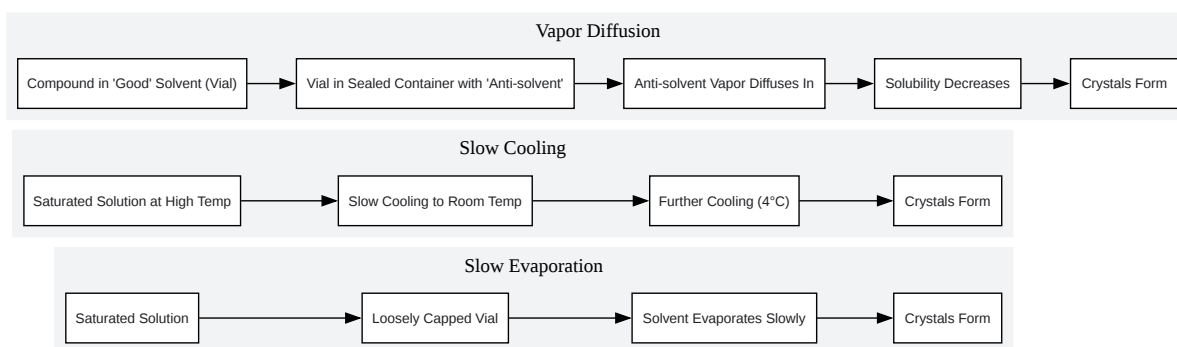 Vapor Diffusion
Compound in 'Good' Solvent (Vial)
Vial in Sealed Container with 'Anti-solvent'
Anti-solvent Vapor Diffuses In
Solubility Decreases
Crystals Form
Slow Cooling
Saturated Solution at High Temp
Slow Cooling to Room Temp
Further Cooling (4°C)
Crystals Form
Slow Evaporation
Saturated Solution
Loosely Capped Vial
Solvent Evaporates Slowly
Crystals Form